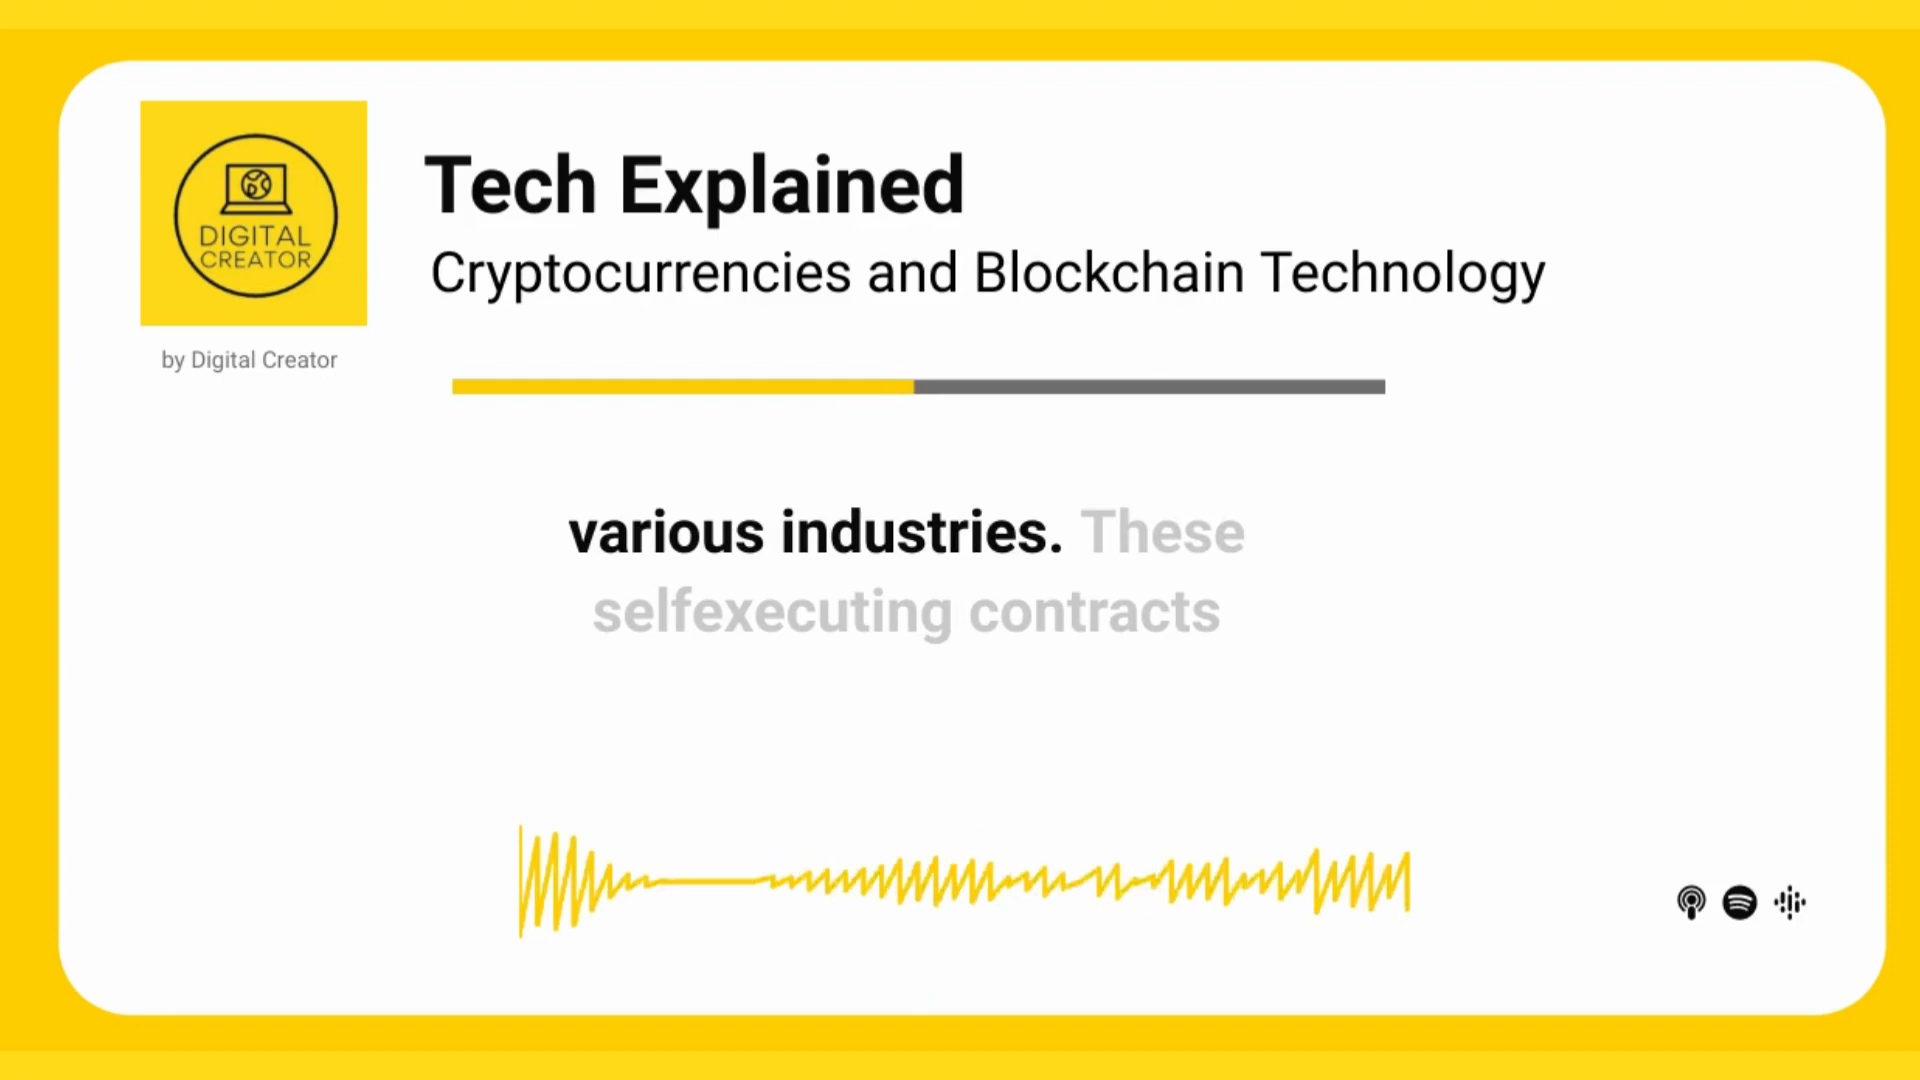 Tech Explained
Cryptocurrencies and Blockchain Technology
DIGITAL
CREATOR
by Digital Creator
various industries. These
selfexecuting contracts